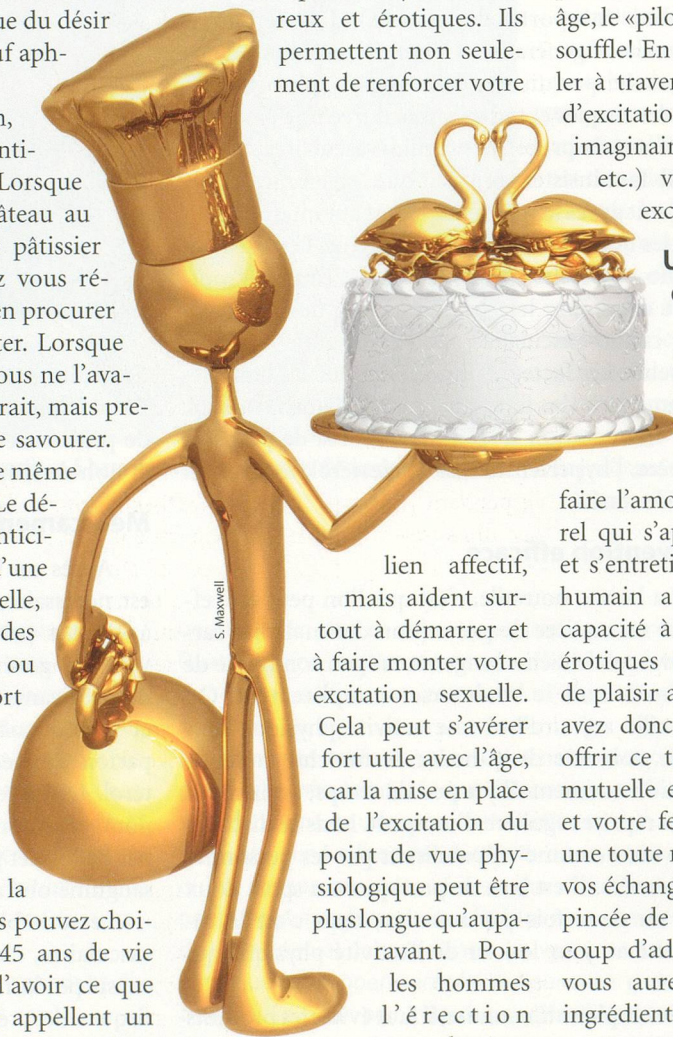 ue du désir
uf aph-
n,
nti-
Lorsque
âteau au
pâtissier
z vous ré-
en procurer
ter. Lorsque
ous ne l'ava-
rait, mais pre-
e savourer.
e même
Le dé-
ntici-
d'une
elle,
des
ou
ort
la
s pouvez choi-
45 ans de vie
d'avoir ce que
appellent un
reux et érotiques. Ils
permettent non seule-
ment de renforcer votre
lien affectif,
mais aident sur-
tout à démarrer et
à faire monter votre
excitation sexuelle.
Cela peut s'avérer
fort utile avec l'âge,
car la mise en place
de l'excitation du
point de vue phy-
siologique peut être
plus longue qu'aupa-
ravant. Pour
les hommes
l'érection
S. Maxwell
âge, le «pilo
souffle! En
ler à traver
d'excitatio
imaginair
etc.) v
exc
U
faire l'amo
rel qui s'ap
et s'entreti
humain a
capacité à
érotiques
de plaisir a
avez donc
offrir ce m
mutuelle e
et votre fe
une toute n
vos échang
pincée de
coup d'ad
vous aure
ingrédient